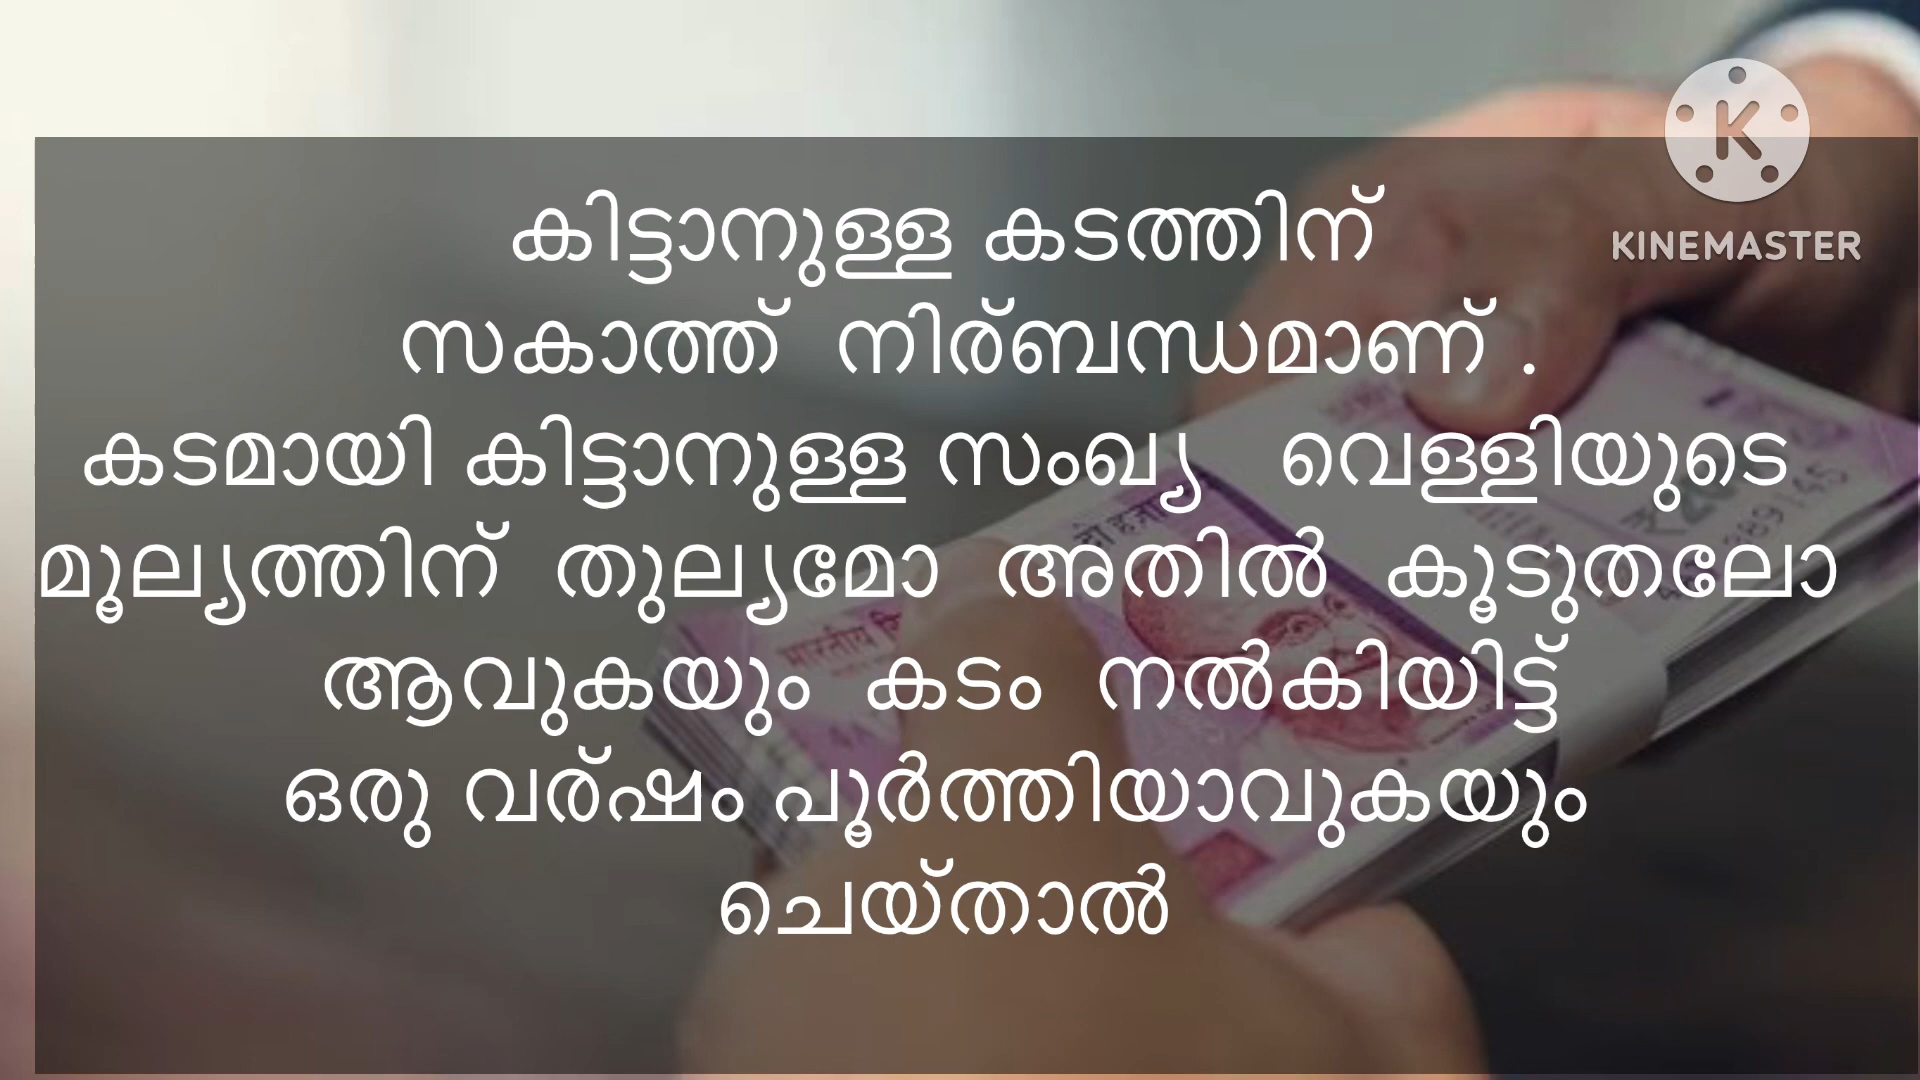 കിട്ടാനുള്ള കടത്തിന്
സകാത്ത് നിര്ബന്ധമാണ് .
കടമായി കിട്ടാനുള്ള സംഖ്യ വെള്ളിയുടെ
മൂല്യത്തിന് തുല്യമോ അതിൽ കൂടുതലോ
ആവുകയും കടം നൽകിയിട്ട്
ഒരു വര്ഷം പൂർത്തിയാവുകയും
ചെയ്താൽ
K
KINEMASTER